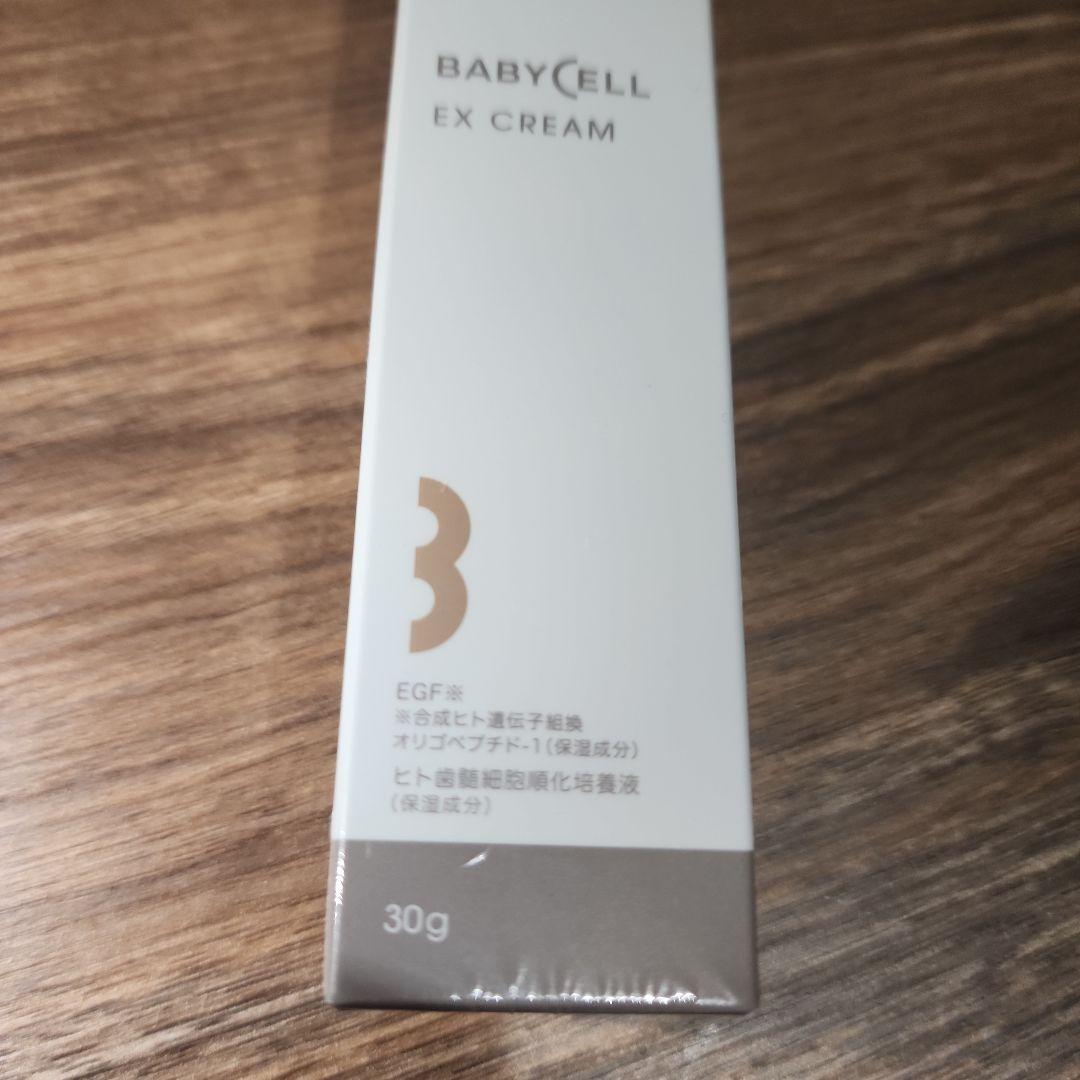 BABYCELL
EX CREAM
EGF※
※合成ヒト遺伝子組換
オリゴペプチド-1(保湿成分)
ヒト歯髄細胞順化培養液
(保湿成分)
30g